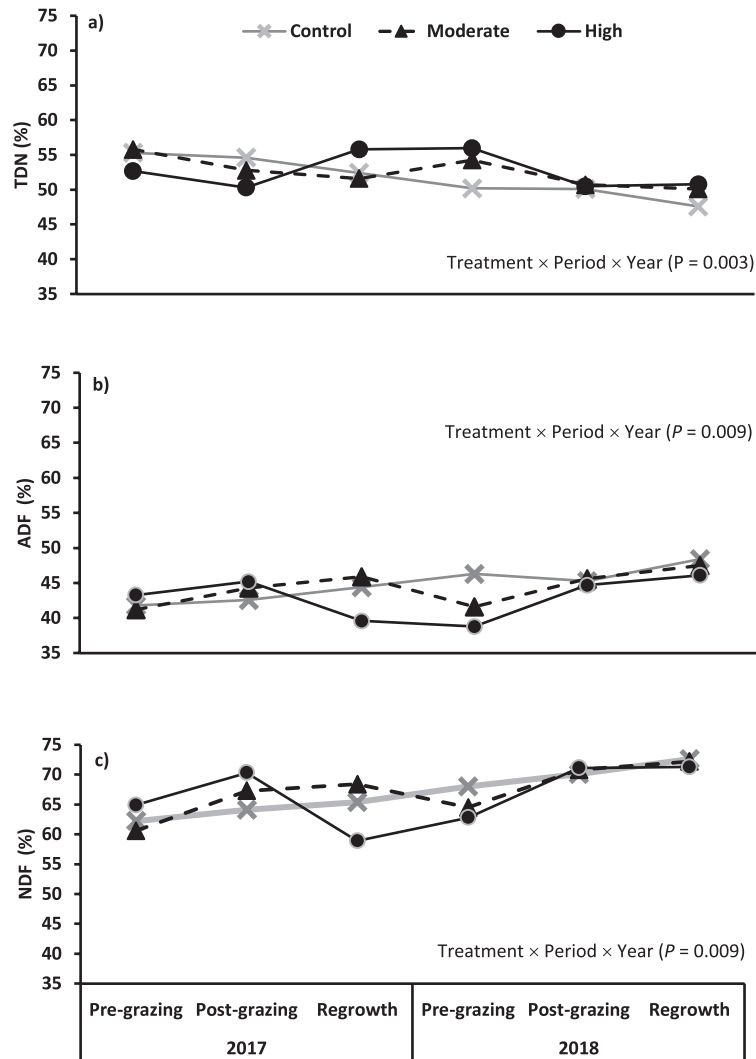 75
a)
Control Moderate High
70
65
60
55
50
45
40
35
TDN (%)
Treatment × Period × Year (P = 0.003)
75
b)
70
65
60
55
50
45
40
35
ADF (%)
Treatment × Period × Year (P = 0.009)
75
c)
70
65
60
55
50
45
40
35
NDF (%)
Treatment × Period × Year (P = 0.009)
Pre-grazing Post-grazing Regrowth Pre-grazing Post-grazing Regrowth
2017 2018